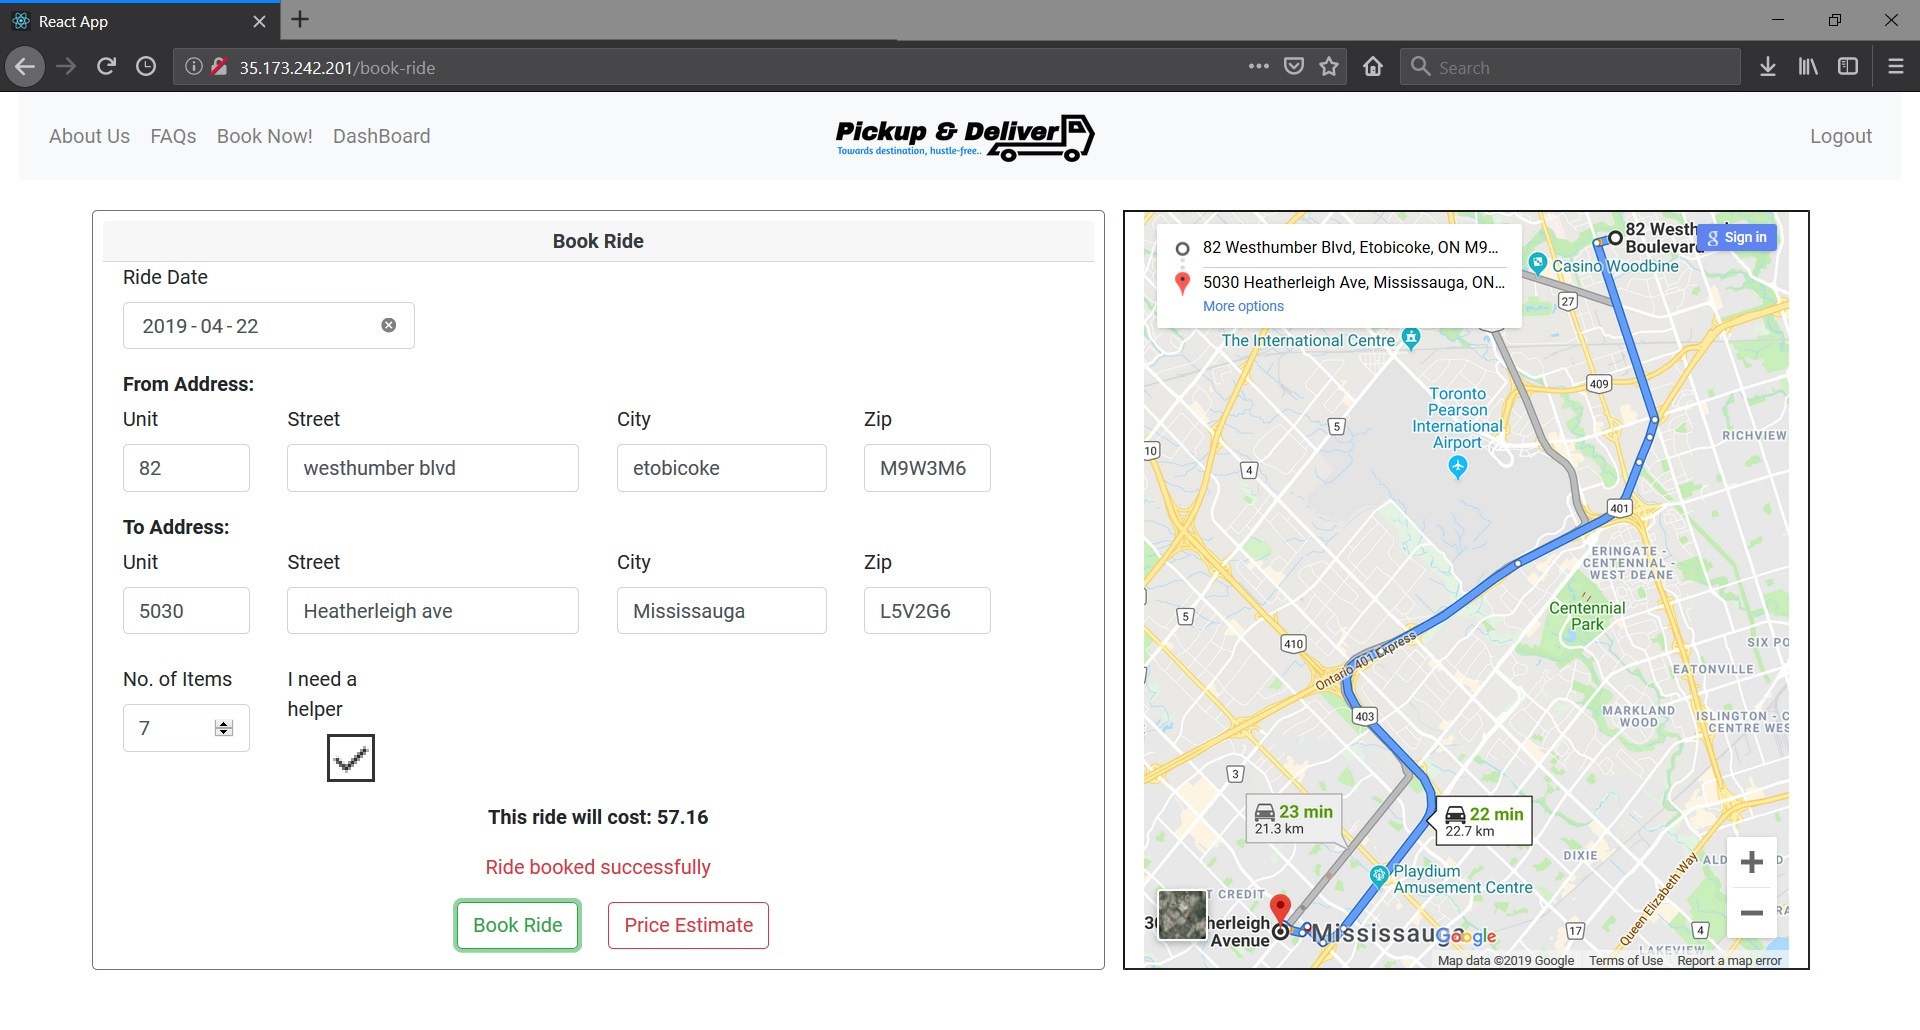 React App
35.173.242.201/book-ride
Search
About Us FAQs Book Now! DashBoard
Pickup & Deliver
Towards destination, hustle-free..
Logout
Book Ride
Ride Date
2019-04-22
From Address:
Unit Street City Zip
82 westhumber blvd etobicoke M9W3M6
To Address:
Unit Street City Zip
5030 Heatherleigh ave Mississauga L5V2G6
No. of Items I need a
helper
7
This ride will cost: 57.16
Ride booked successfully
Book Ride Price Estimate
82 Westhumber Blvd, Etobicoke, ON M9...
5030 Heatherleigh Ave, Mississauga, ON...
More options
82 Westh
Boulevard
Sign in
Casino Woodbine
27
The International Centre
409
Toronto
Pearson
International
Airport
5
RICHVIEW
10
4
401
ERINGATE -
CENTENNIAL -
WEST DEANE
Centennial
Park
5
410
SIX PO
Ontario 401 Express
EATONVILLE
403
MARKLAND
WOOD
ISLINGTON - C
CENTRE WES
3
23 min
21.3 km
22 min
22.7 km
DIXIE
Playdium
Amusement Centre
T CREDIT
Queen Elizabeth Way
herleigh
Avenue
Mississauga
Google
17
4
LAKEVIEW
Map data ©2019 Google Terms of Use Report a map error